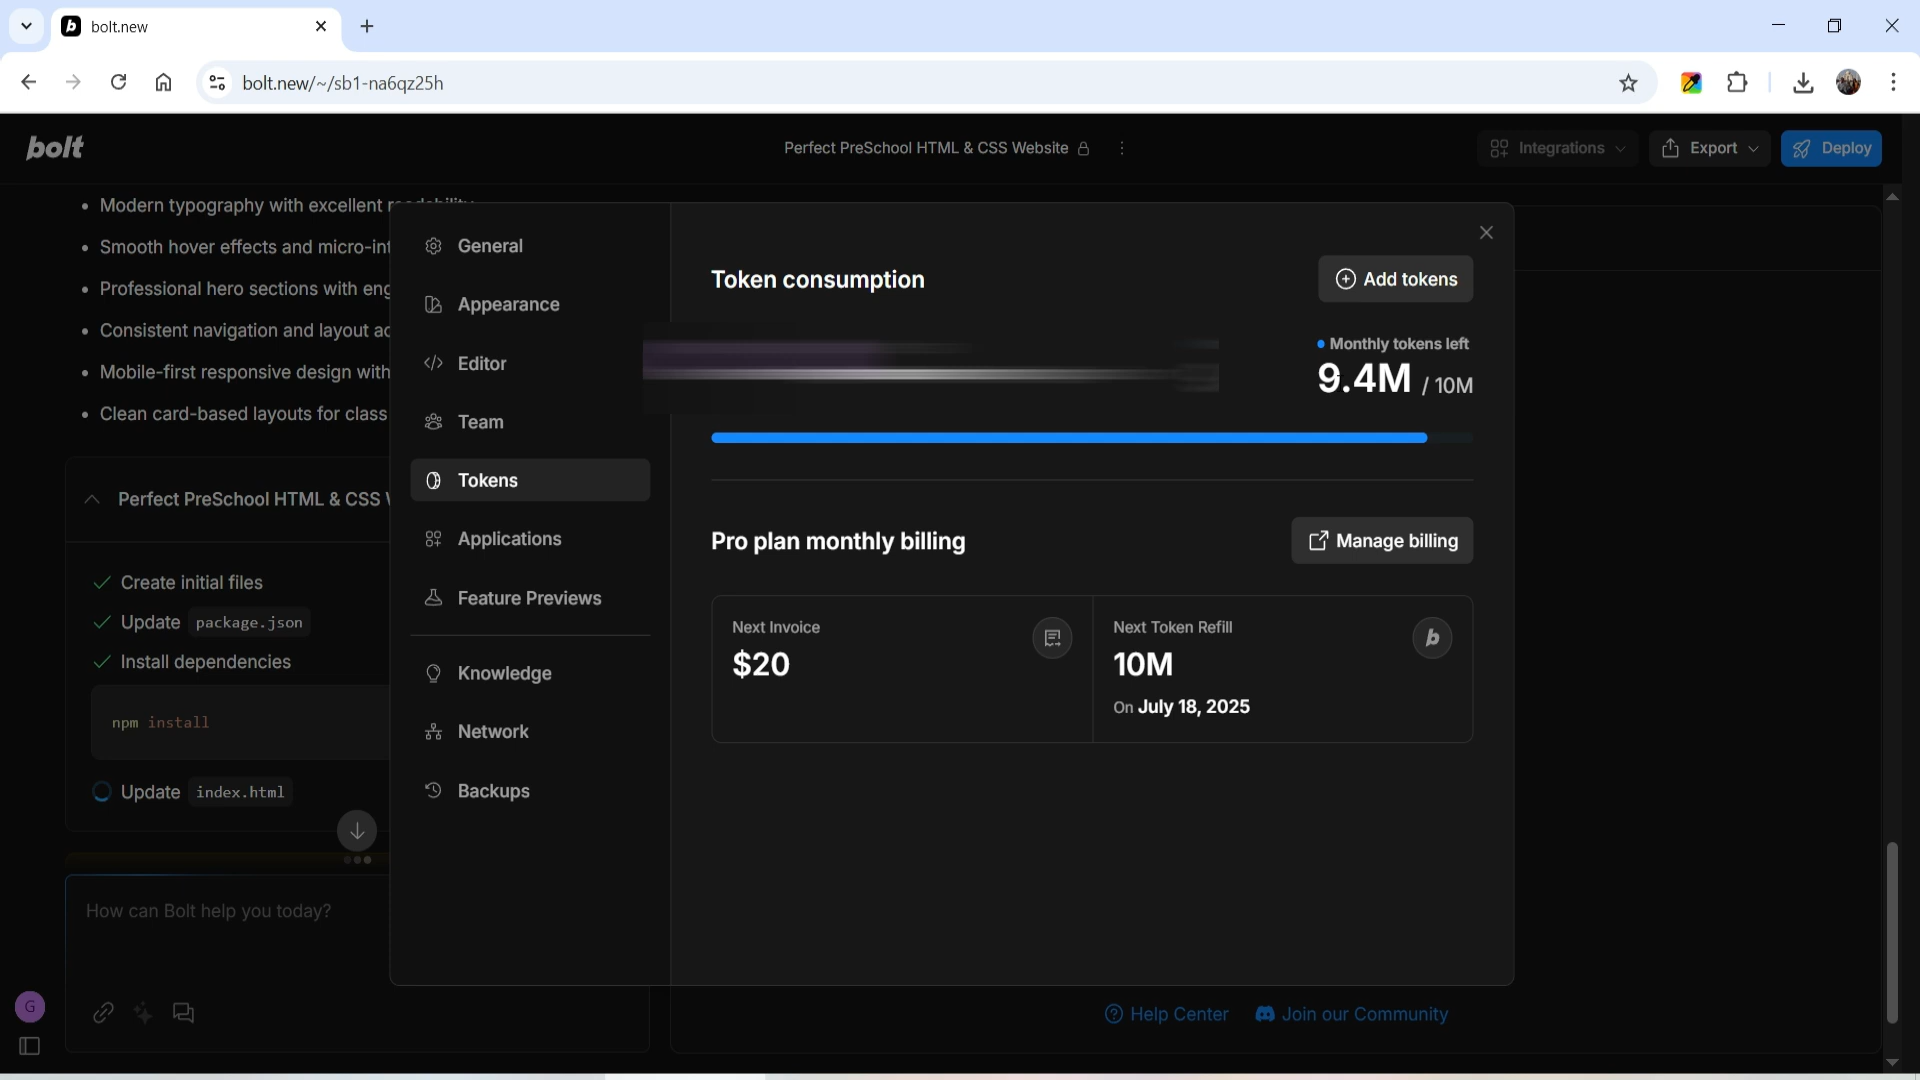 bolt.new
bolt.new/~/sb1-na6qz25h
bolt
Perfect PreSchool HTML & CSS Website
Integrations
Export
Deploy
• Modern typography with excellent readability
• Smooth hover effects and micro-int
• Professional hero sections with eng
• Consistent navigation and layout ac
• Mobile-first responsive design with
• Clean card-based layouts for class
Perfect PreSchool HTML & CSS W
Create initial files
Update package.json
Install dependencies
npm install
Update index.html
How can Bolt help you today?
G
General
Appearance
Editor
Team
Tokens
Applications
Feature Previews
Knowledge
Network
Backups
Token consumption
Add tokens
Monthly tokens left
9.4M / 10M
Pro plan monthly billing
Manage billing
Next Invoice
$20
Next Token Refill
10M
On July 18, 2025
Help Center
Join our Community